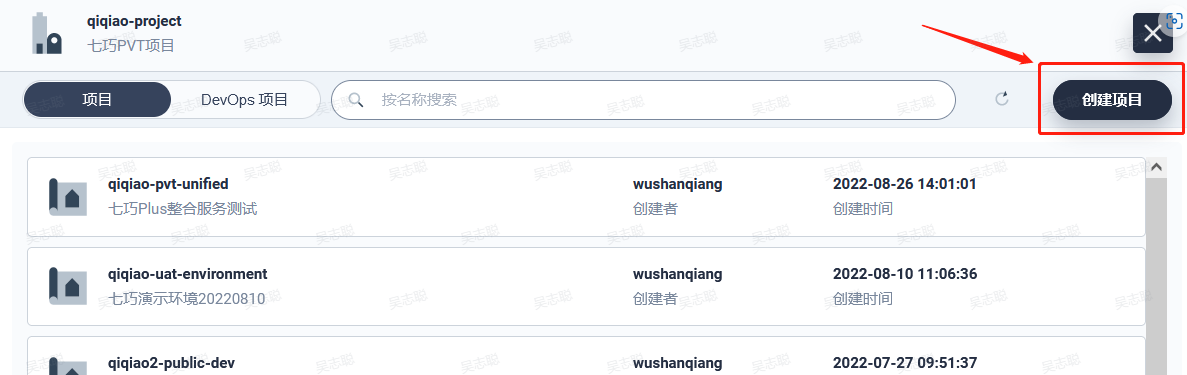 qiqiao-project
七巧PVT项目
项目
DevOps 项目
按名称搜索
创建项目
qiqiao-pvt-unified
wushanqiang
2022-08-26 14:01:01
七巧Plus整合服务测试
创建者
创建时间
qiqiao-uat-environment
wushanqiang
2022-08-10 11:06:36
七巧演示环境20220810
创建者
创建时间
qiqiao2-public-dev
wushanqiang
2022-07-27 09:51:37
吴志聪